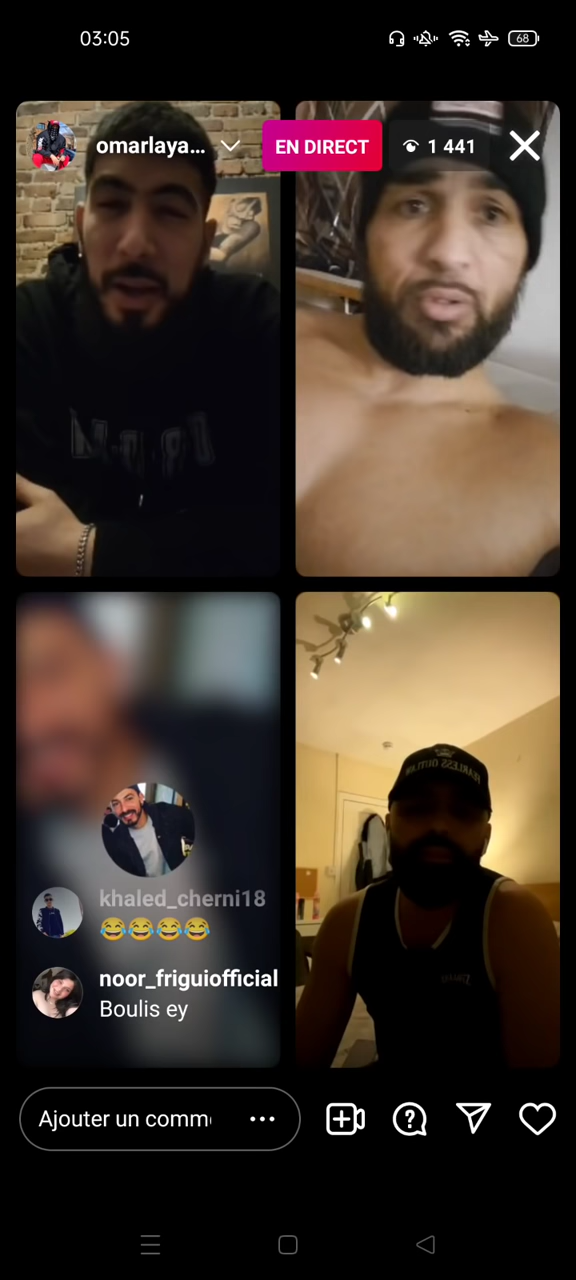 03:05
68
omarlaya...
EN DIRECT
1 441
khaled_cherni18
😂😂😂😂
noor_friguiofficial
Boulis ey
Ajouter un comm